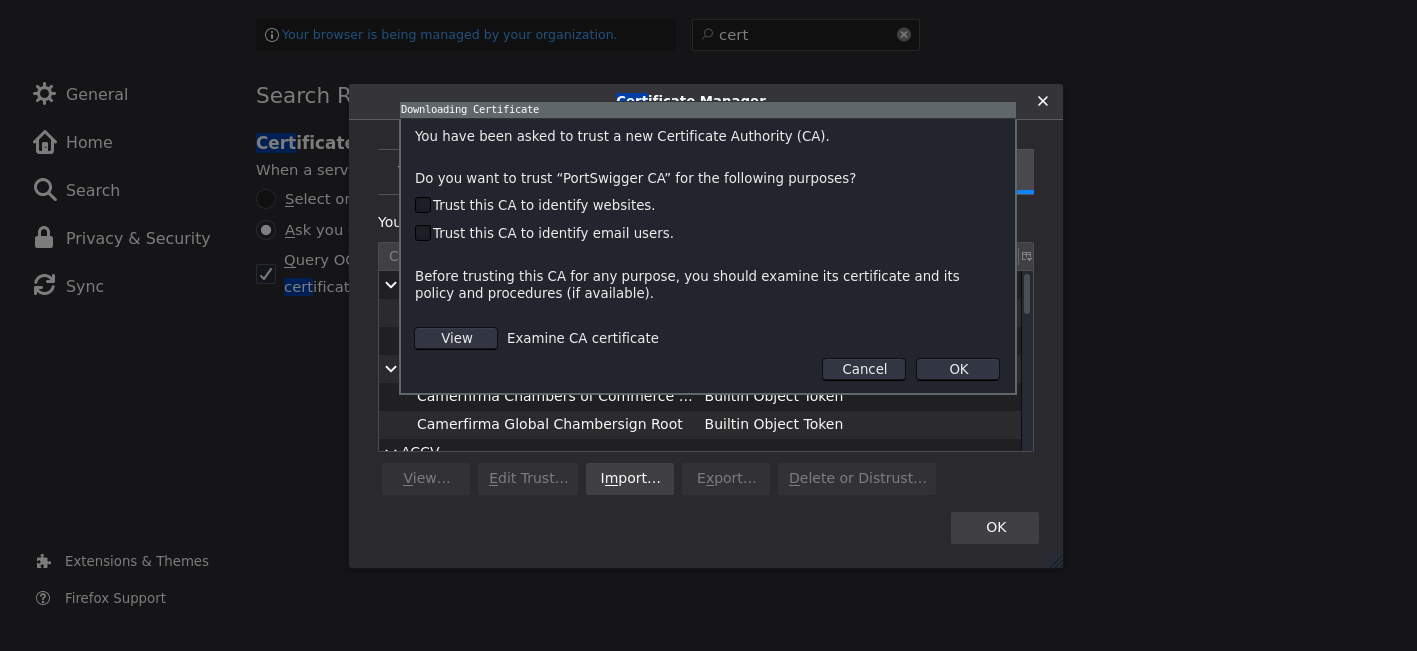 Your browser is being managed by your organization.
cert
General
Home
Search
Privacy & Security
Sync
Extensions & Themes
Firefox Support
Search R
Certificate
When a serv
Select
Ask you
Query
certificat
Certificate Manager
You
Downloading Certificate
You have been asked to trust a new Certificate Authority (CA).
Do you want to trust “PortSwigger CA” for the following purposes?
Trust this CA to identify websites.
Trust this CA to identify email users.
Before trusting this CA for any purpose, you should examine its certificate and its
policy and procedures (if available).
View Examine CA certificate
Cancel OK
Camerfirma Chambers of Commerce … Builtin Object Token
Camerfirma Global Chambersign Root Builtin Object Token
ACCV
View… Edit Trust… Import… Export… Delete or Distrust…
OK